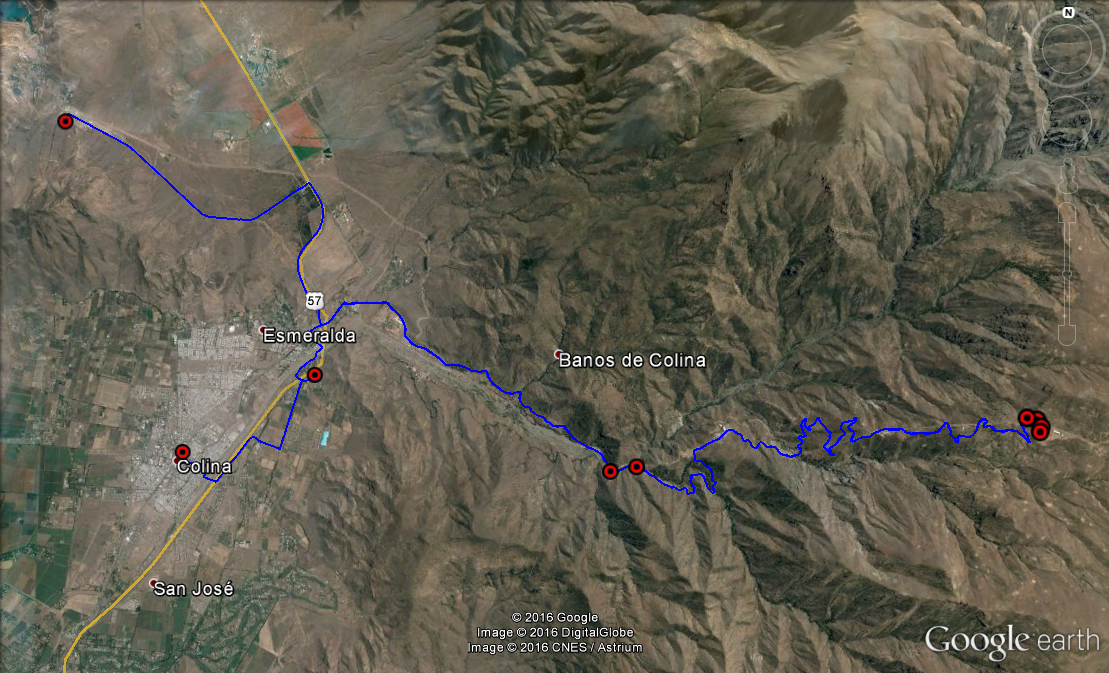 N
57
Esmeralda
Banos de Colina
Colina
San José
© 2016 Google
Image © 2016 DigitalGlobe
Image © 2016 CNES / Astrium
Google earth